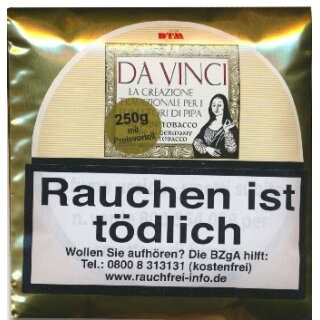 DTM
DA VINCI
LA CREAZIONE
TRADIZIONALE PER I
FUMATORI DI PIPA
TOBACCO
GERMANY
TOBACCO
250g
mit
Preisvorteil
Rauchen ist
tödlich
Wollen Sie aufhören? Die BZgA hilft:
Tel.: 0800 8 313131 (kostenfrei)
www.rauchfrei-info.de